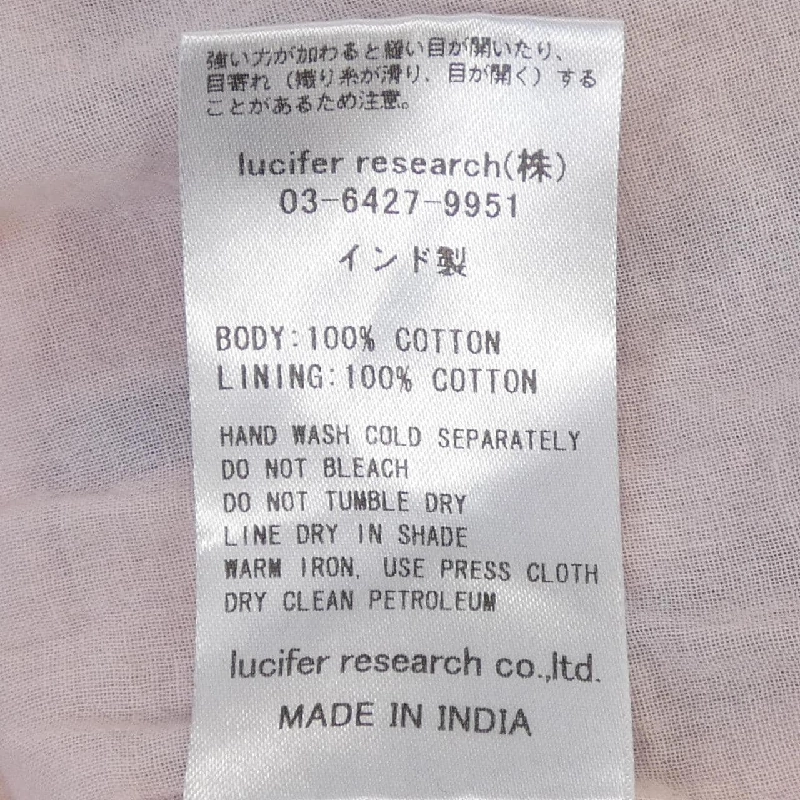 強い力が加わると縫い目が開いたり、
目寄れ（織り糸が滑り、目が開く）する
ことがあるため注意。
lucifer research(株)
03-6427-9951
インド製
BODY:100% COTTON
LINING:100% COTTON
HAND WASH COLD SEPARATELY
DO NOT BLEACH
DO NOT TUMBLE DRY
LINE DRY IN SHADE
WARM IRON, USE PRESS CLOTH
DRY CLEAN PETROLEUM
lucifer research co.,ltd.
MADE IN INDIA